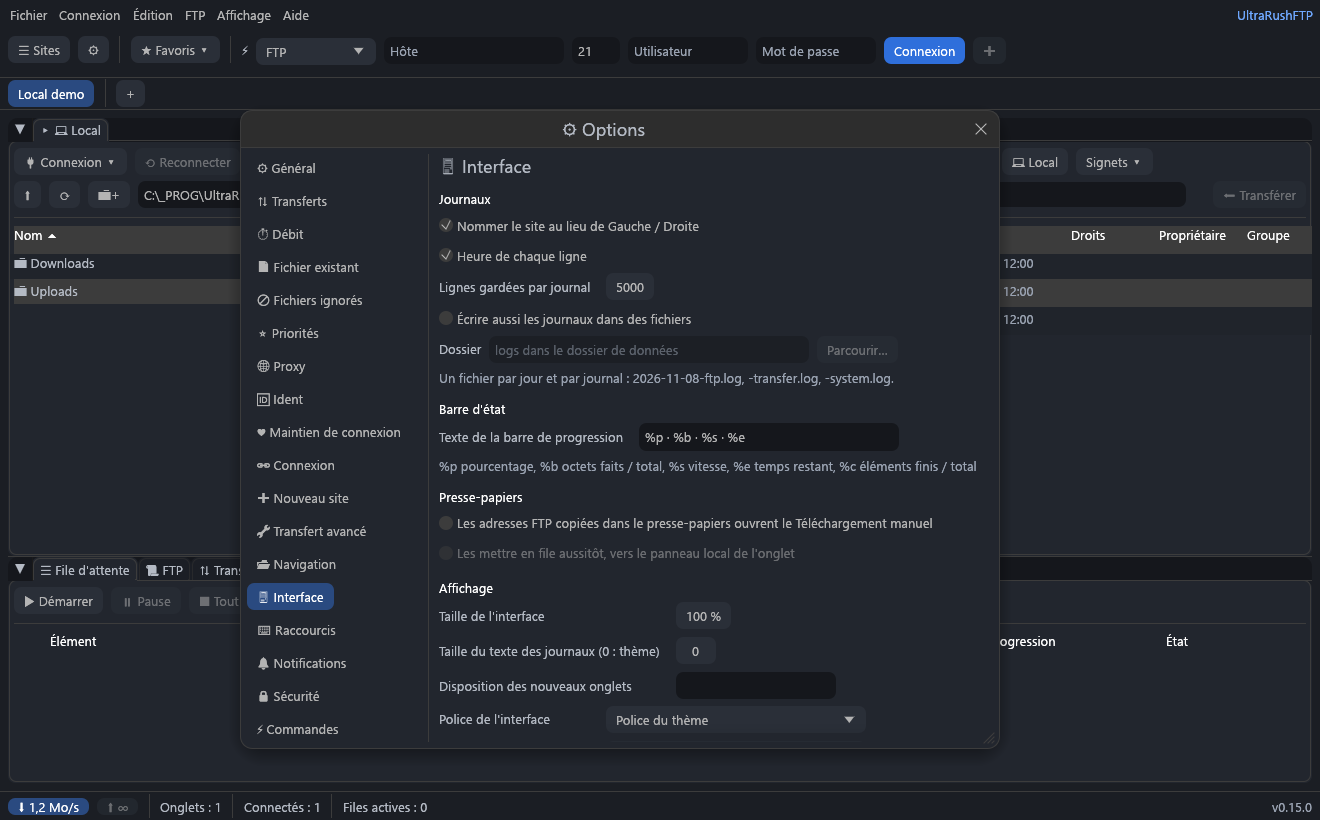 Fichier Connexion Édition FTP Affichage Aide UltraRushFTP
Sites Favoris FTP Hôte 21 Utilisateur Mot de passe Connexion +
Local demo +
Local
Options
Connexion Reconnecter Local Signets
C:\_PROG\UltraR Transférer
Nom Droits Propriétaire Groupe
Downloads 12:00
Uploads 12:00
12:00
Général
Transferts
Débit
Fichier existant
Fichiers ignorés
Priorités
Proxy
Ident
Maintien de connexion
Connexion
Nouveau site
Transfert avancé
Navigation
Interface
Raccourcis
Notifications
Sécurité
Commandes
Interface
Journaux
Nommer le site au lieu de Gauche / Droite
Heure de chaque ligne
Lignes gardées par journal 5000
Écrire aussi les journaux dans des fichiers
Dossier logs dans le dossier de données Parcourir...
Un fichier par jour et par journal : 2026-11-08-ftp.log, -transfer.log, -system.log.
Barre d'état
Texte de la barre de progression %p · %b · %s · %e
%p pourcentage, %b octets faits / total, %s vitesse, %e temps restant, %c éléments finis / total
Presse-papiers
Les adresses FTP copiées dans le presse-papiers ouvrent le Téléchargement manuel
Les mettre en file aussitôt, vers le panneau local de l'onglet
Affichage
Taille de l'interface 100 %
Taille du texte des journaux (0 : thème) 0
Disposition des nouveaux onglets
Police de l'interface Police du thème
File d'attente FTP Trans
Démarrer Pause Tout
Élément ogression État
1,2 Mo/s ∞ Onglets : 1 Connectés : 1 Files actives : 0 v0.15.0